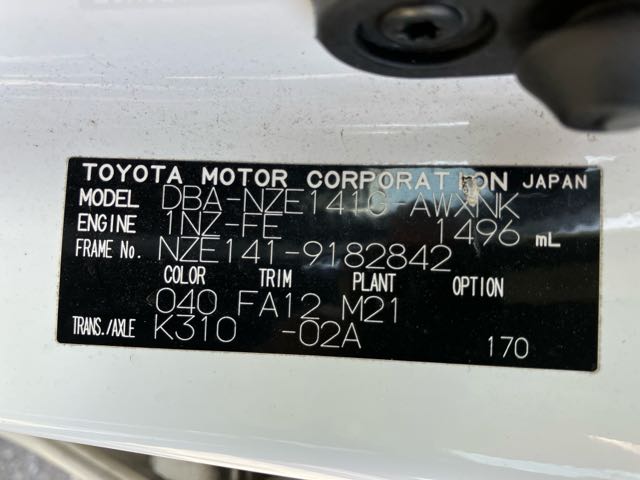 TOYOTA MOTOR CORPORATION JAPAN
MODEL DBA-NZE141G-AWXNK
ENGINE 1NZ-FE 1496 mL
FRAME No. NZE141-9182842
COLOR TRIM PLANT OPTION
040 FA12 M21
TRANS./AXLE K310 -02A 170